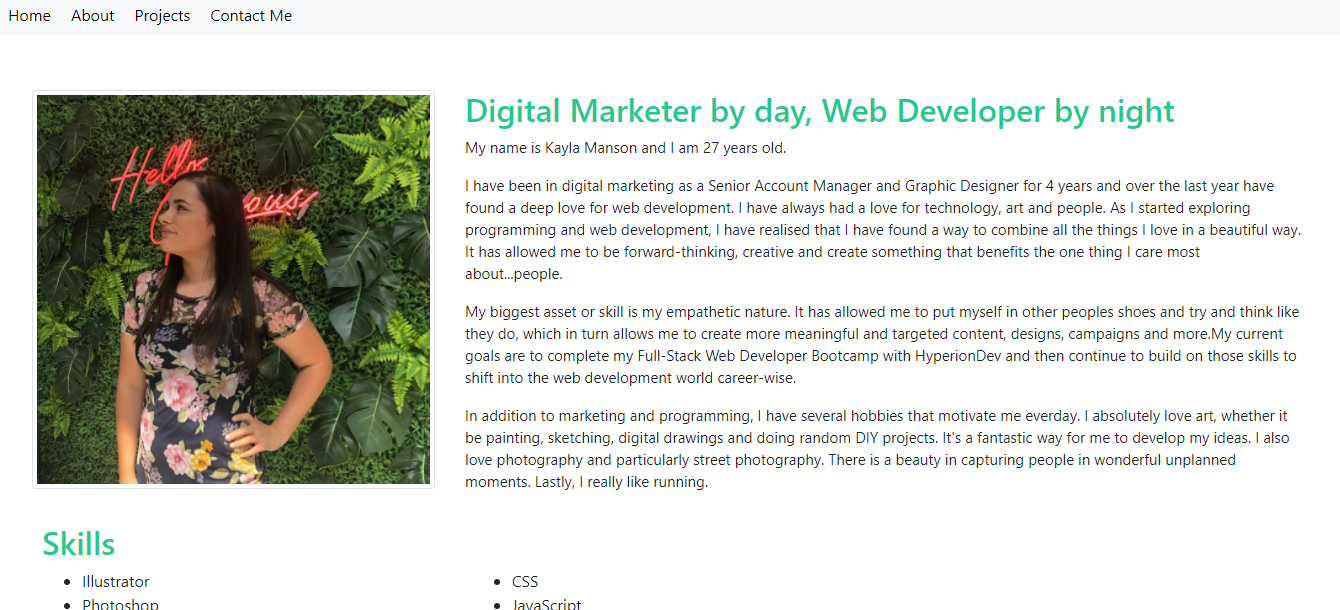 Home About Projects Contact Me
Hello
Digital Marketer by day, Web Developer by night
My name is Kayla Manson and I am 27 years old.
I have been in digital marketing as a Senior Account Manager and Graphic Designer for 4 years and over the last year have
found a deep love for web development. I have always had a love for technology, art and people. As I started exploring
programming and web development, I have realised that I have found a way to combine all the things I love in a beautiful way.
It has allowed me to be forward-thinking, creative and create something that benefits the one thing I care most
about...people.
My biggest asset or skill is my empathetic nature. It has allowed me to put myself in other peoples shoes and try and think like
they do, which in turn allows me to create more meaningful and targeted content, designs, campaigns and more.My current
goals are to complete my Full-Stack Web Developer Bootcamp with HyperionDev and then continue to build on those skills to
shift into the web development world career-wise.
In addition to marketing and programming, I have several hobbies that motivate me everday. I absolutely love art, whether it
be painting, sketching, digital drawings and doing random DIY projects. It's a fantastic way for me to develop my ideas. I also
love photography and particularly street photography. There is a beauty in capturing people in wonderful unplanned
moments. Lastly, I really like running.
Skills
Illustrator
Photoshop
CSS
JavaScript